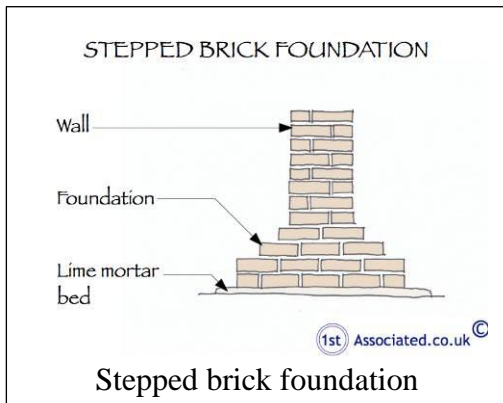 STEPPED BRICK FOUNDATION
Wall
Foundation
Lime mortar
bed
1st Associated.co.uk ©
Stepped brick foundation